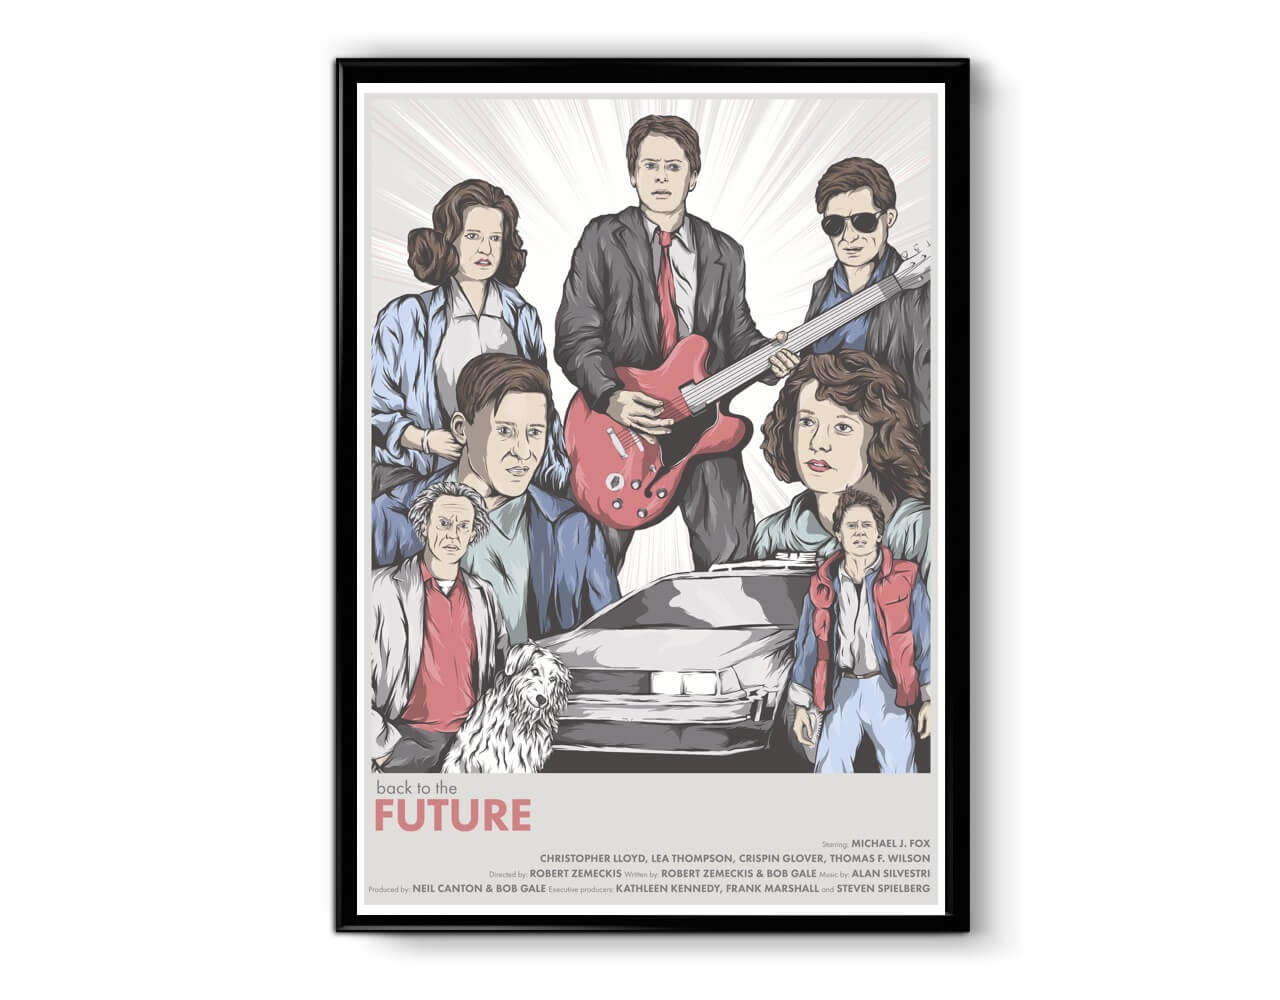 back to the
FUTURE
Starring: MICHAEL J. FOX
CHRISTOPHER LLOYD, LEA THOMPSON, CRISPIN GLOVER, THOMAS F. WILSON
Directed by: ROBERT ZEMECKIS Written by: ROBERT ZEMECKIS & BOB GALE Music by: ALAN SILVESTRI
Produced by: NEIL CANTON & BOB GALE Executive producers: KATHLEEN KENNEDY, FRANK MARSHALL and STEVEN SPIELBERG